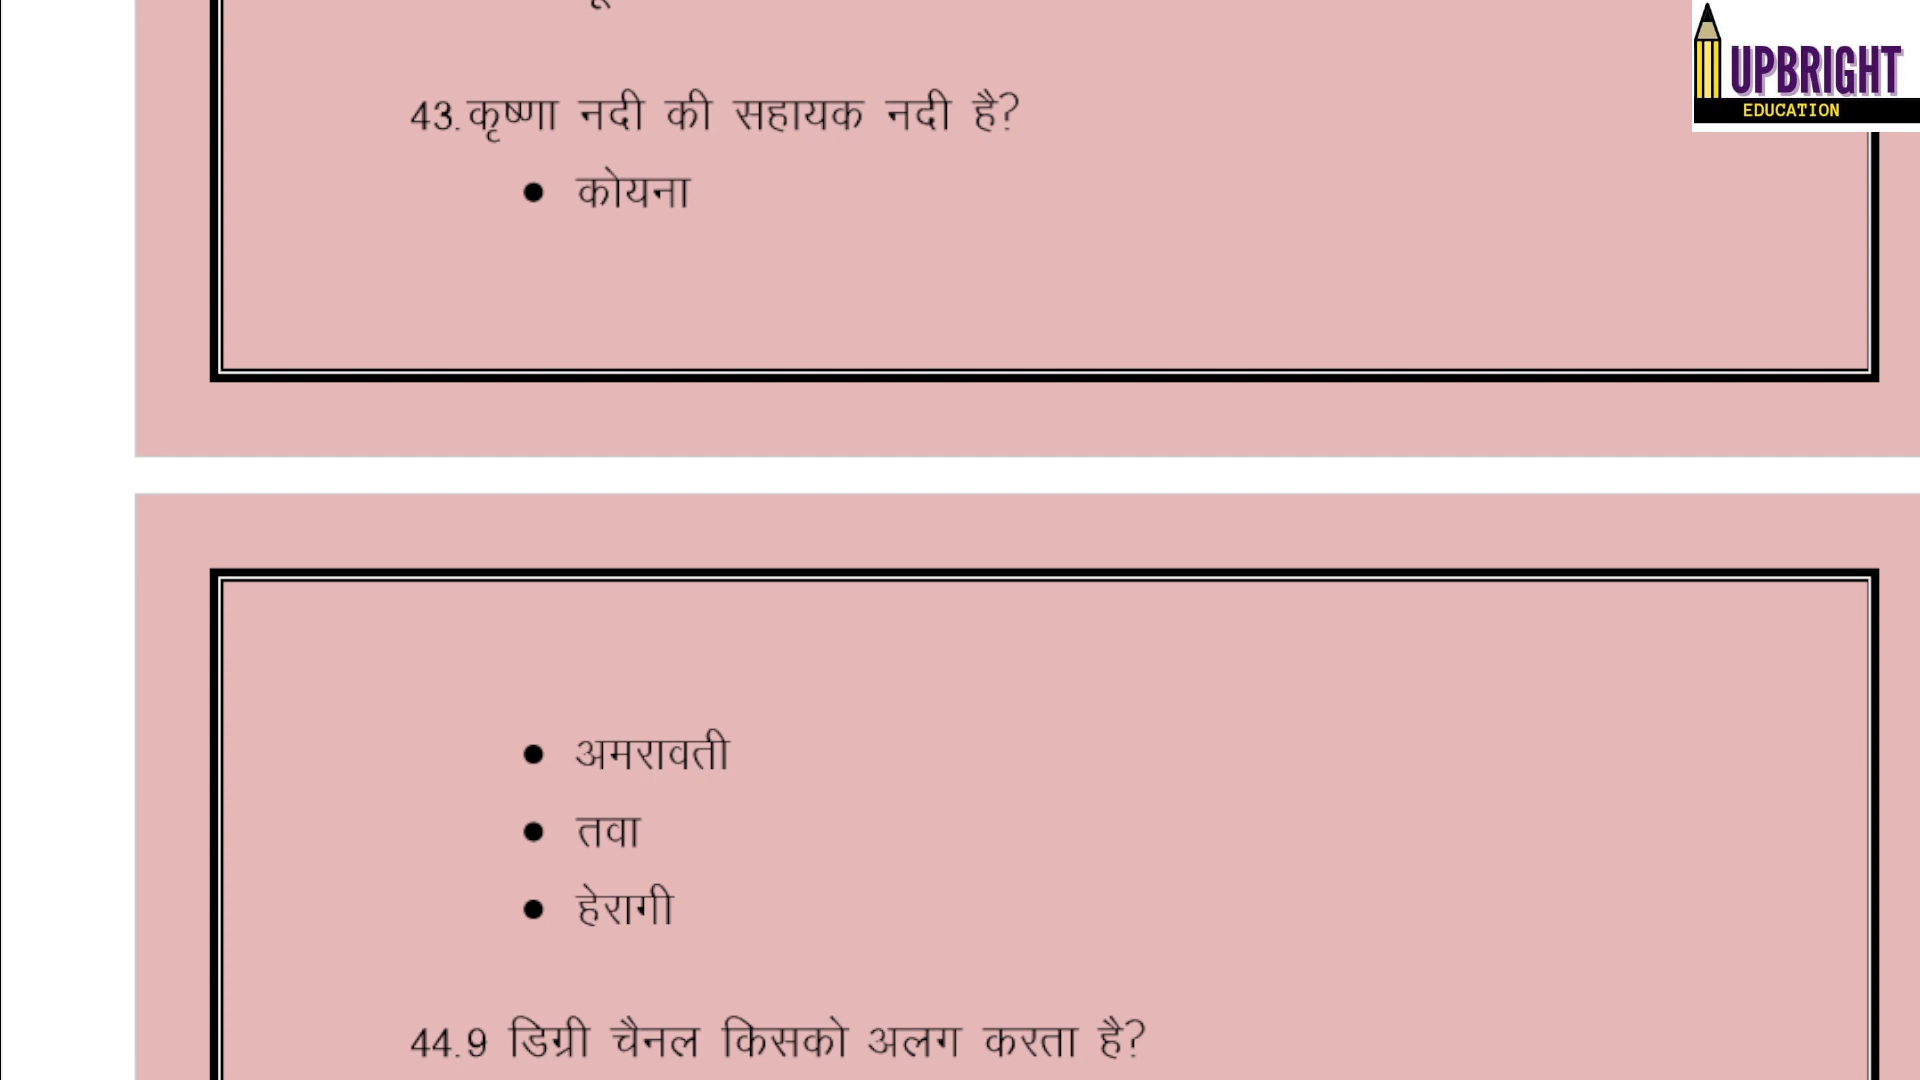 UPBRIGHT
EDUCATION
43.कृष्णा नदी की सहायक नदी है?
● कोयना
● अमरावती
● तवा
● हेरागी
44.9 डिग्री चैनल किसको अलग करता है?